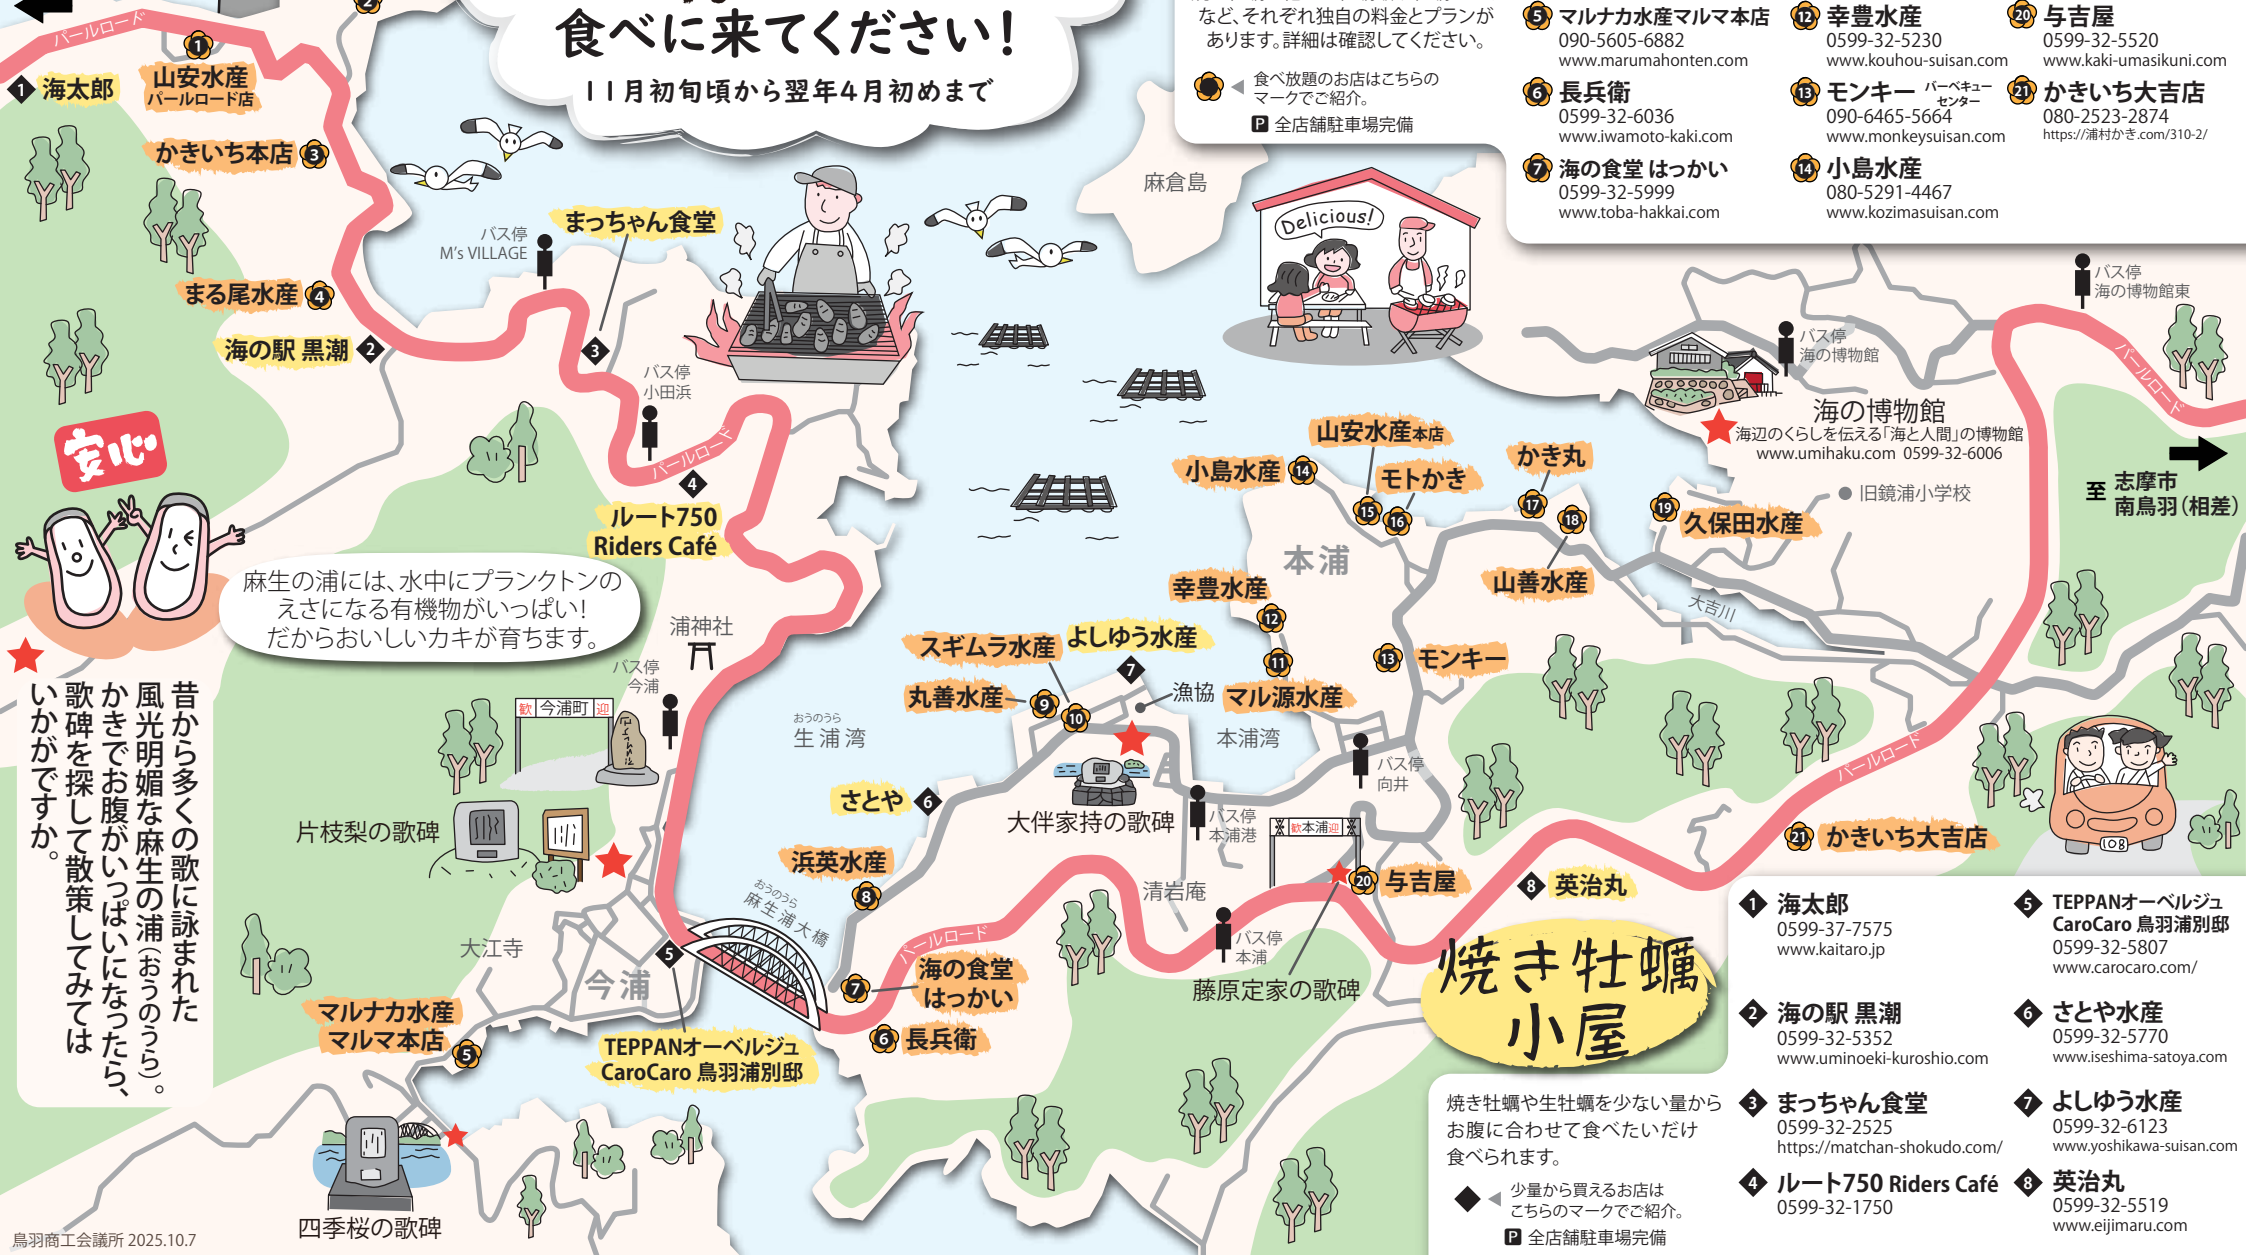 食べに来てください！
11月初旬頃から翌年4月初めまで
など、それぞれ独自の料金とプランが
あります。詳細は確認してください。
食べ放題のお店はこちらの
マークでご紹介。
P 全店舗駐車場完備
5 マルナカ水産マルマ本店
090-5605-6882
www.marumahonten.com
6 長兵衛
0599-32-6036
www.iwamoto-kaki.com
7 海の食堂 はっかい
0599-32-5999
www.toba-hakkai.com
12 幸豊水産
0599-32-5230
www.kouhou-suisan.com
13 モンキー バーベキューセンター
090-6465-5664
www.monkeysuisan.com
14 小島水産
080-5291-4467
www.kozimasuisan.com
20 与吉屋
0599-32-5520
www.kaki-umasikuni.com
21 かきいち大吉店
080-2523-2874
https://浦村かき.com/310-2/
パールロード
2
1
1 海太郎
山安水産
パールロード店
かきいち本店 3
まる尾水産 4
海の駅 黒潮 2
バス停
M's VILLAGE
まっちゃん食堂
3
バス停
小田浜
パールロード
4
ルート750
Riders Café
麻倉島
Delicious!
バス停
海の博物館東
バス停
海の博物館
パールロード
海の博物館
海辺のくらしを伝える「海と人間」の博物館
www.umihaku.com 0599-32-6006
旧鏡浦小学校
至 志摩市
南鳥羽(相差)
安心
麻生の浦には、水中にプランクトンの
えさになる有機物がいっぱい！
だからおいしいカキが育ちます。
昔から多くの歌に詠まれた
風光明媚な麻生の浦(おうのうら)。
かきでお腹がいっぱいになったら、
歌碑を探して散策してみては
いかがですか。
山安水産本店
15
小島水産 14
モトかき
16
かき丸
17
18
山善水産
19
久保田水産
本浦
大吉川
幸豊水産
12
11
マル源水産
13 モンキー
スギムラ水産
よしゆう水産
7
丸善水産 9
10
漁協
浦神社
バス停
今浦
歓 今浦町 迎
おうのうら
生浦湾
本浦湾
バス停
向井
さとや 6
大伴家持の歌碑
バス停
本浦港
歓本浦迎
片枝梨の歌碑
浜英水産
8
おうのうら
麻生浦大橋
清岩庵
20 与吉屋
8 英治丸
パールロード
21 かきいち大吉店
108
大江寺
今浦
5
パールロード
7
海の食堂
はっかい
6 長兵衛
バス停
本浦
藤原定家の歌碑
マルナカ水産
マルマ本店 5
TEPPANオーベルジュ
CaroCaro 鳥羽浦別邸
四季桜の歌碑
焼き牡蠣
小屋
焼き牡蠣や生牡蠣を少ない量から
お腹に合わせて食べたいだけ
食べられます。
少量から買えるお店は
こちらのマークでご紹介。
P 全店舗駐車場完備
1 海太郎
0599-37-7575
www.kaitaro.jp
2 海の駅 黒潮
0599-32-5352
www.uminoeki-kuroshio.com
3 まっちゃん食堂
0599-32-2525
https://matchan-shokudo.com/
4 ルート750 Riders Café
0599-32-1750
5 TEPPANオーベルジュ
CaroCaro 鳥羽浦別邸
0599-32-5807
www.carocaro.com/
6 さとや水産
0599-32-5770
www.iseshima-satoya.com
7 よしゆう水産
0599-32-6123
www.yoshikawa-suisan.com
8 英治丸
0599-32-5519
www.eijimaru.com
鳥羽商工会議所 2025.10.7